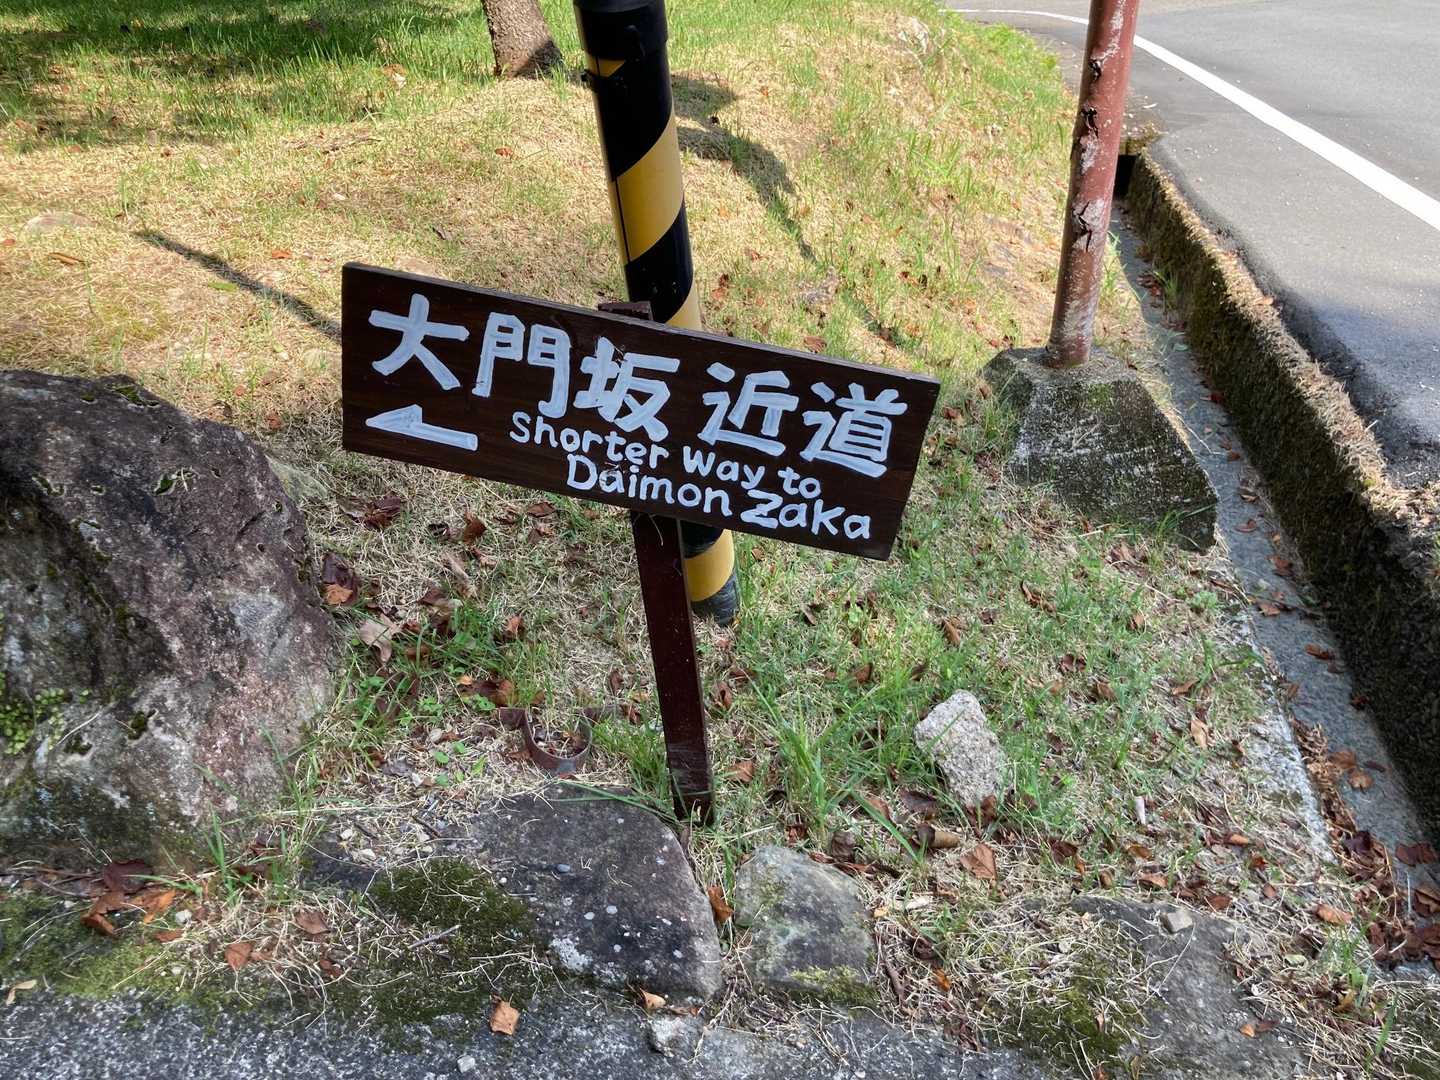 大門坂 近道
shorter way to
Daimon Zaka